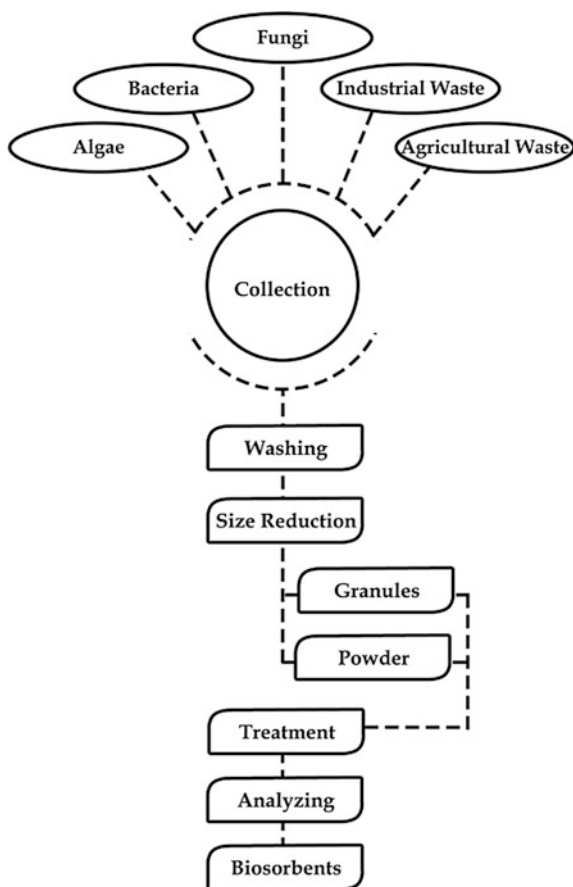 Fungi
Bacteria
Industrial Waste
Algae
Agricultural Waste
Collection
Washing
Size Reduction
Granules
Powder
Treatment
Analyzing
Biosorbents